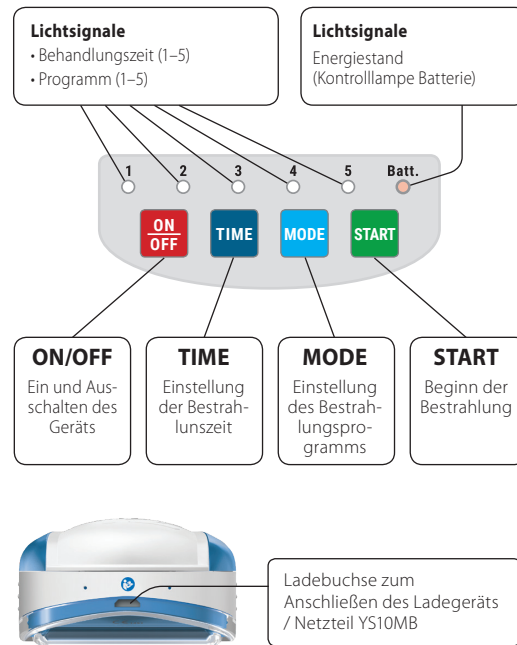 Lichtsignale
• Behandlungszeit (1–5)
• Programm (1–5)
Lichtsignale
Energiestand
(Kontrolllampe Batterie)
1 2 3 4 5 Batt.
ON
OFF
TIME
MODE
START
ON/OFF
Ein und Aus-
schalten des
Geräts
TIME
Einstellung
der Bestrah-
lunszeit
MODE
Einstellung
des Bestrah-
lungspro-
gramms
START
Beginn der
Bestrahlung
Ladebuchse zum
Anschließen des Ladegeräts
/ Netzteil YS10MB